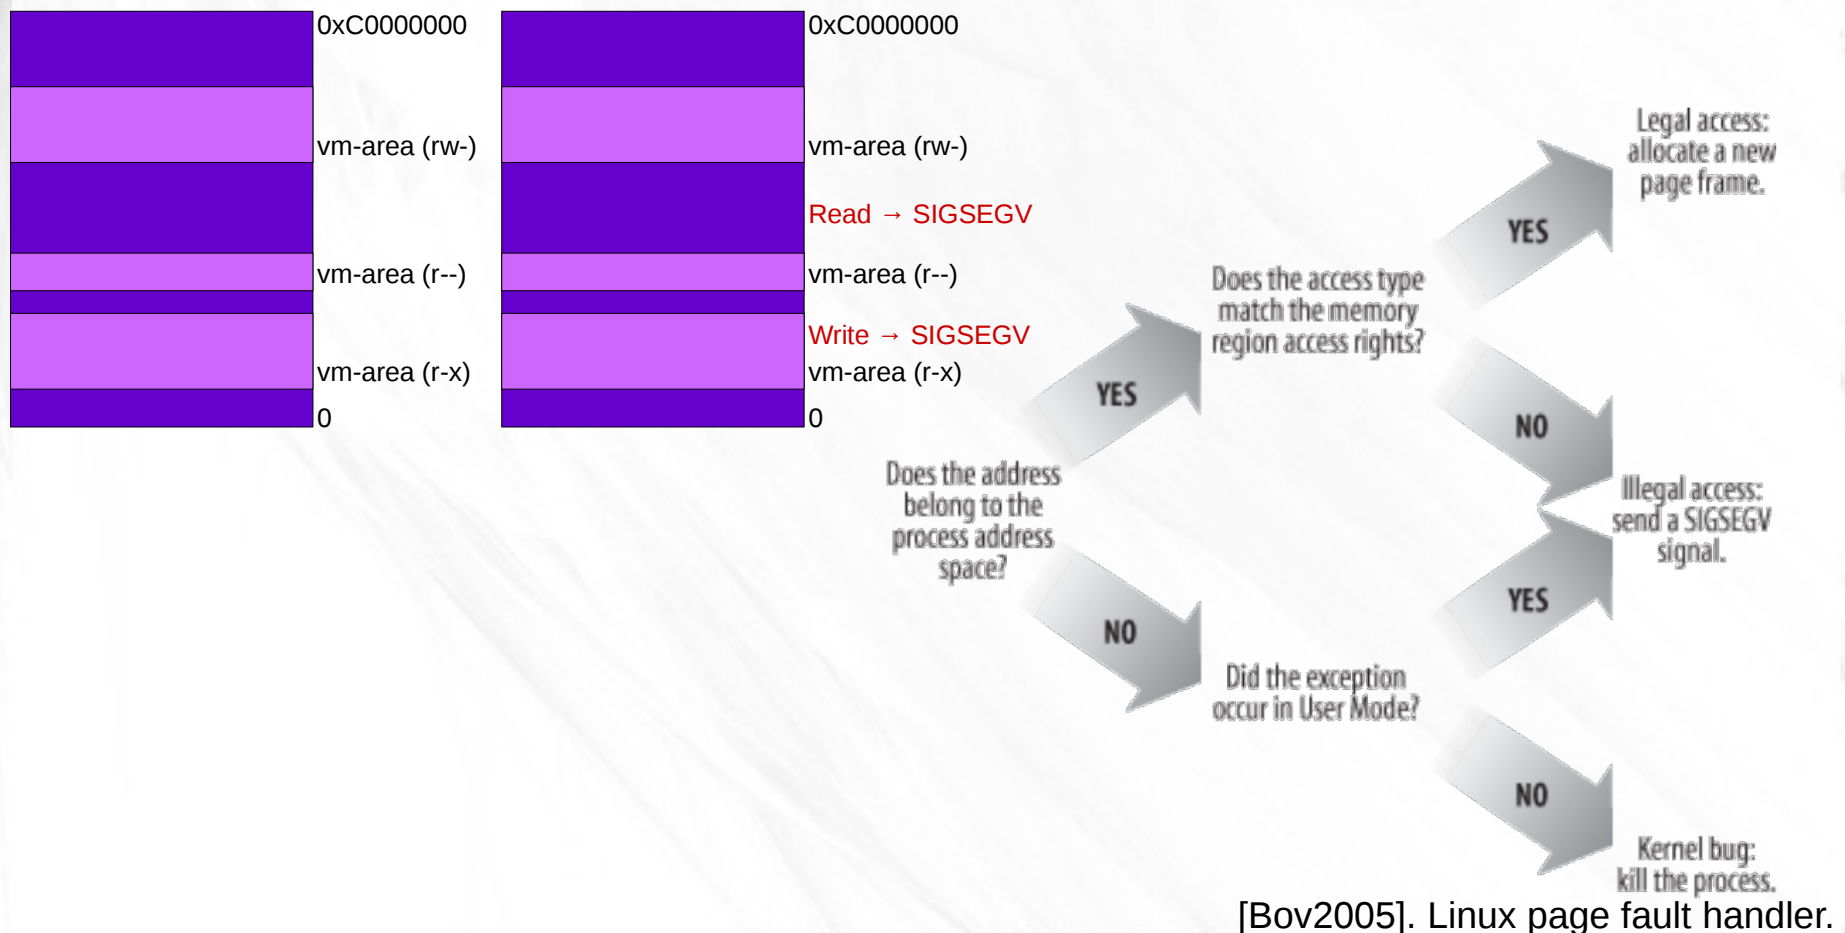 0xC0000000
vm-area (rw-)
vm-area (r--)
vm-area (r-x)
0
0xC0000000
vm-area (rw-)
Read → SIGSEGV
vm-area (r--)
Write → SIGSEGV
vm-area (r-x)
0
Does the address
belong to the
process address
space?
YES
NO
Does the access type
match the memory
region access rights?
YES
NO
Did the exception
occur in User Mode?
YES
NO
Legal access:
allocate a new
page frame.
Illegal access:
send a SIGSEGV
signal.
Kernel bug:
kill the process.
[Bov2005]. Linux page fault handler.